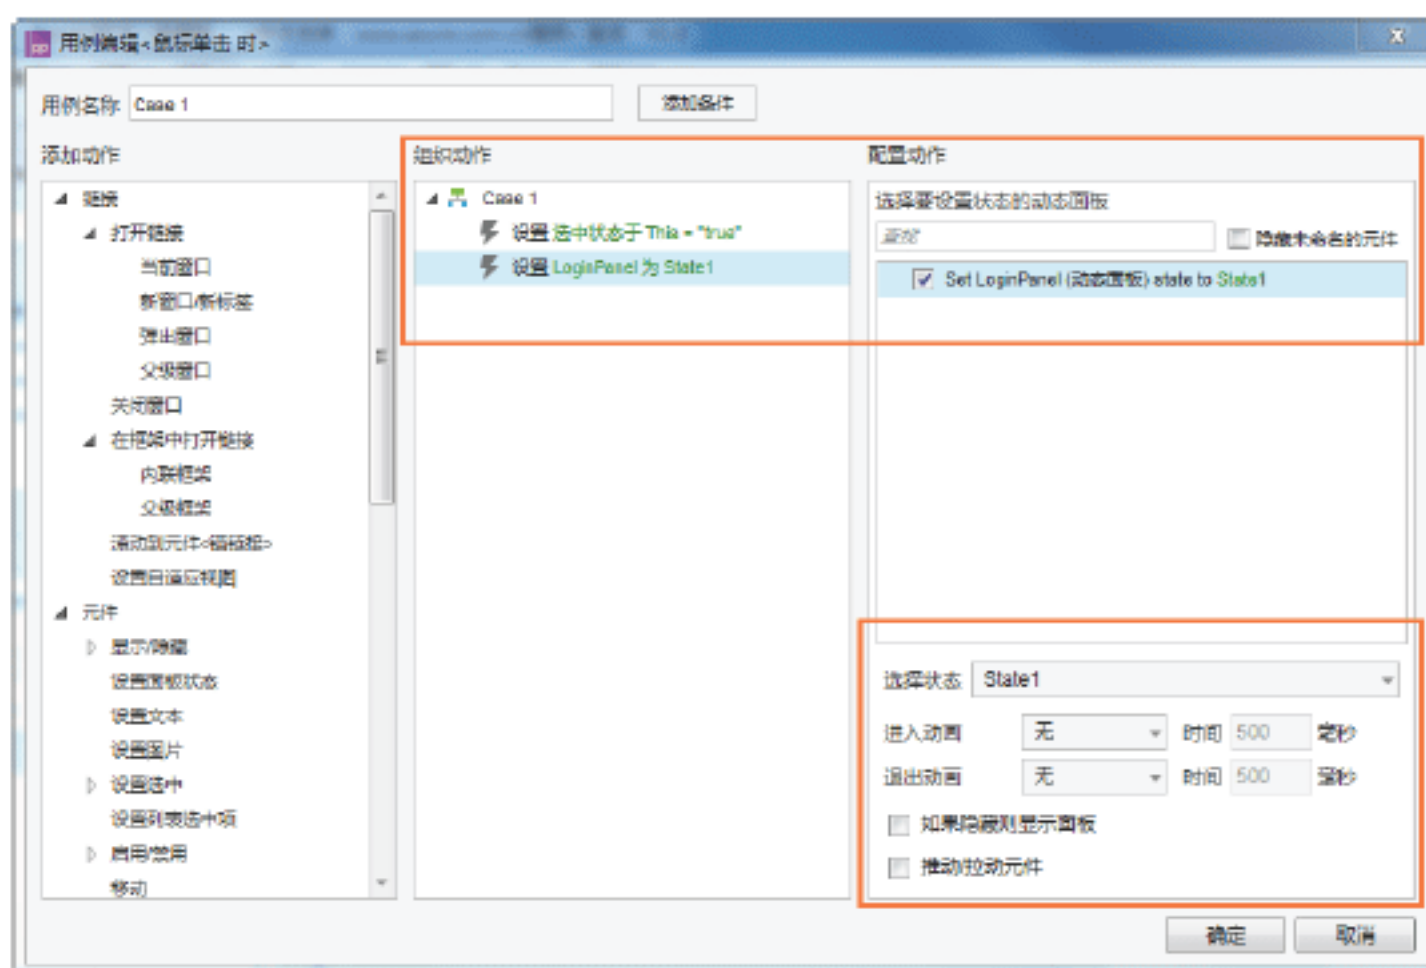 用例编辑<鼠标单击 时>
用例名称 Case 1 添加条件
添加动作
链接
打开链接
当前窗口
新窗口/新标签
弹出窗口
父级窗口
关闭窗口
在框架中打开链接
内联框架
父级框架
滚动到元件<锚链接>
设置自适应视图
元件
显示/隐藏
设置面板状态
设置文本
设置图片
设置选中
设置列表选中项
启用/禁用
移动
组织动作
Case 1
设置 选中状态于 This = "true"
设置 LoginPanel 为 State1
配置动作
选择要设置状态的动态面板
查找 隐藏未命名的元件
Set LoginPanel (动态面板) state to State1
选择状态 State1
进入动画 无 时间 500 毫秒
退出动画 无 时间 500 毫秒
如果隐藏则显示面板
推动/拉动元件
确定 取消